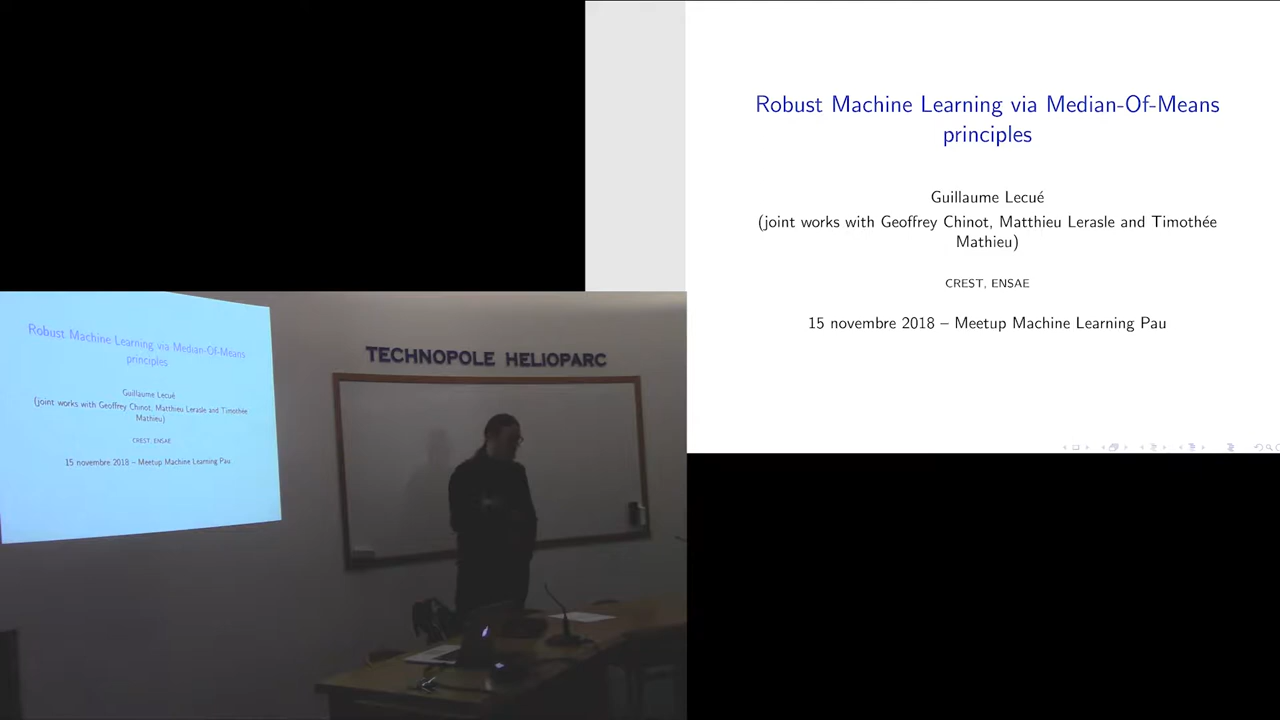 Robust Machine Learning via Median-Of-Means
principles
Guillaume Lecué
(joint works with Geoffrey Chinot, Matthieu Lerasle and Timothée
Mathieu)
CREST, ENSAE
15 novembre 2018 – Meetup Machine Learning Pau
Robust Machine Learning via Median-Of-Means
principles
Guillaume Lecué
(joint works with Geoffrey Chinot, Matthieu Lerasle and Timothée
Mathieu)
CREST, ENSAE
15 novembre 2018 – Meetup Machine Learning Pau
TECHNOPOLE HELIOPARC